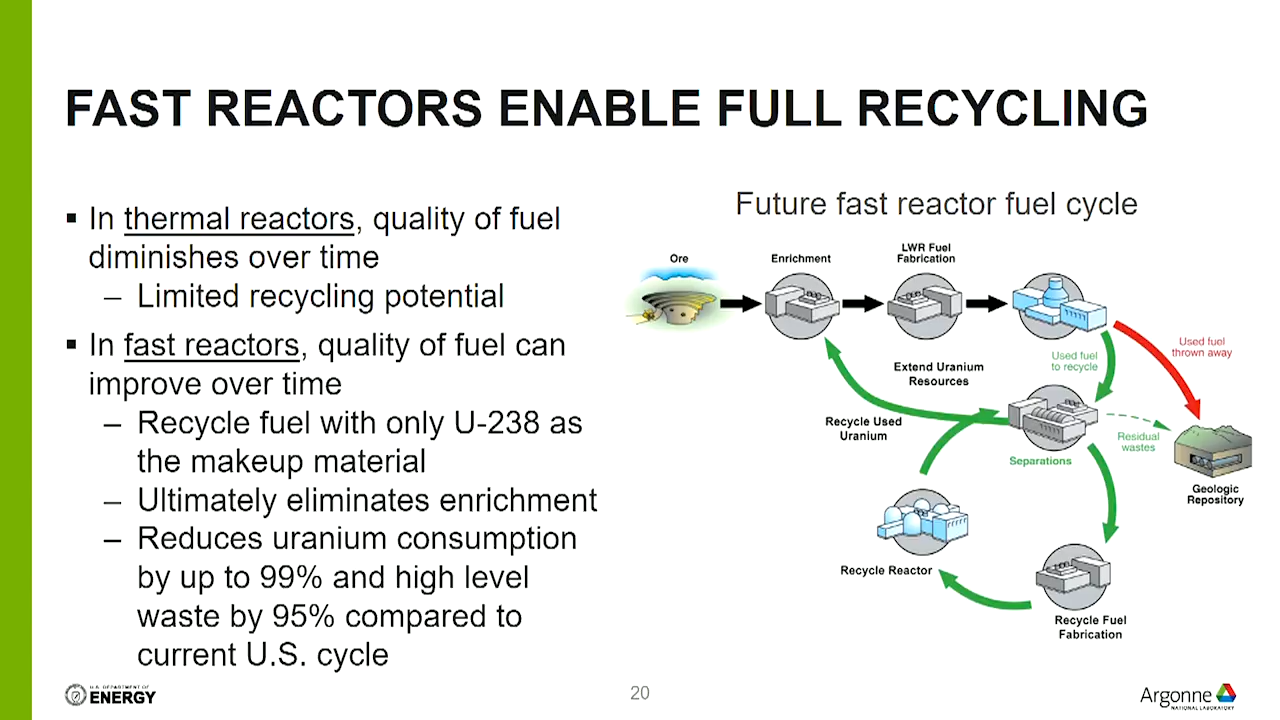 FAST REACTORS ENABLE FULL RECYCLING
▪ In thermal reactors, quality of fuel
diminishes over time
– Limited recycling potential
▪ In fast reactors, quality of fuel can
improve over time
– Recycle fuel with only U-238 as
the makeup material
– Ultimately eliminates enrichment
– Reduces uranium consumption
by up to 99% and high level
waste by 95% compared to
current U.S. cycle
Future fast reactor fuel cycle
Ore
Enrichment
LWR Fuel
Fabrication
Used fuel
thrown away
Used fuel
to recycle
Extend Uranium
Resources
Recycle Used
Uranium
Separations
Residual
wastes
Geologic
Repository
Recycle Reactor
Recycle Fuel
Fabrication
U.S. DEPARTMENT OF
ENERGY
20
Argonne
NATIONAL LABORATORY